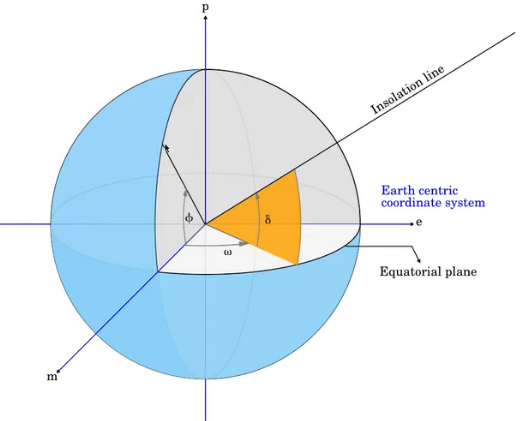 p
Insolation line
Earth centric
coordinate system
e
ϕ
δ
ω
Equatorial plane
m